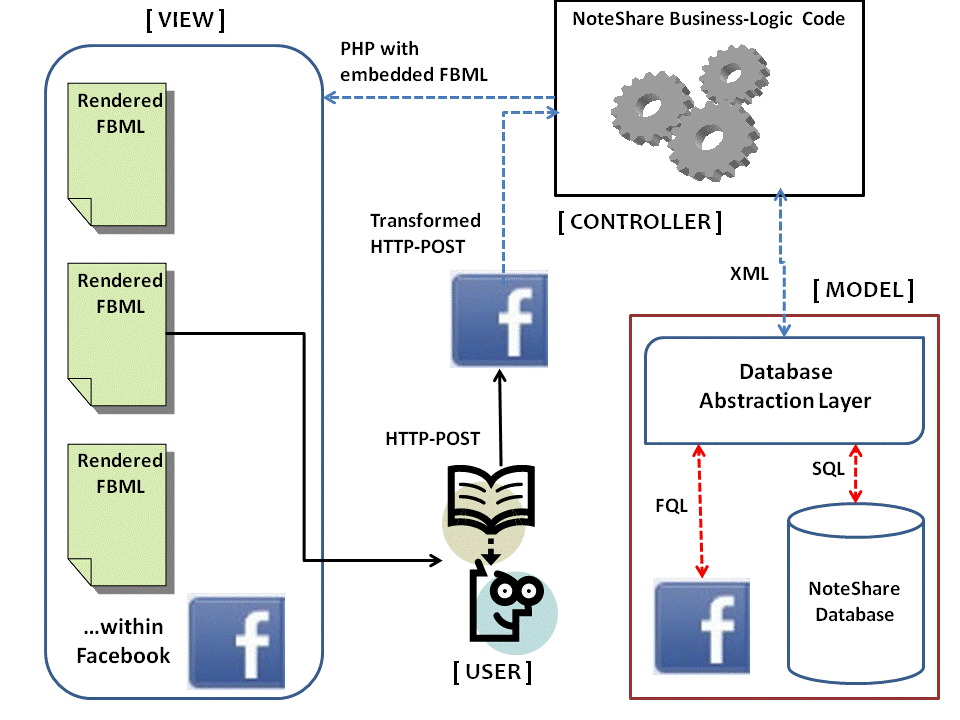 [ VIEW ]
Rendered
FBML
Rendered
FBML
Rendered
FBML
...within
Facebook
f
PHP with
embedded FBML
Transformed
HTTP-POST
f
HTTP-POST
[ USER ]
NoteShare Business-Logic Code
[ CONTROLLER ]
XML
[ MODEL ]
Database
Abstraction Layer
FQL
SQL
f
NoteShare
Database